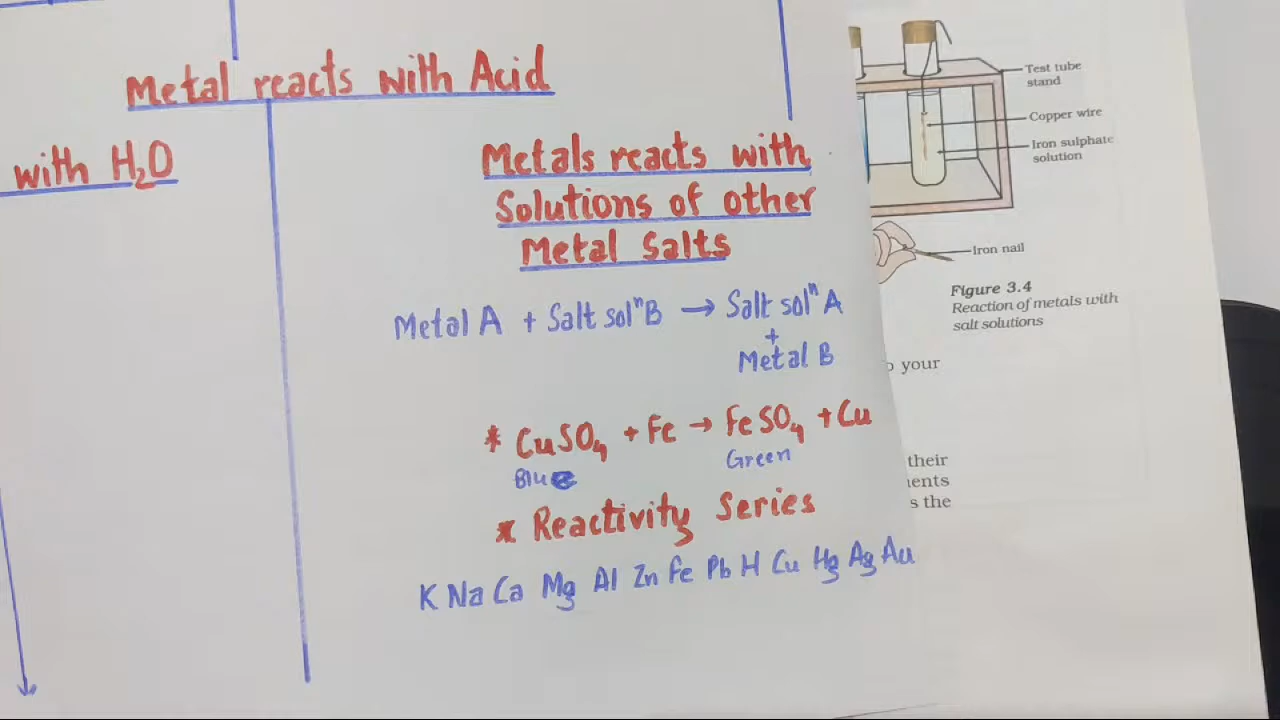 Metal reacts with Acid
with H₂O
Metals reacts with
Solutions of other
Metal Salts
Metal A + Salt solⁿ B → Salt solⁿ A
+
Metal B
* CuSO₄ + Fe → FeSO₄ + Cu
Blue Green
* Reactivity Series
K Na Ca Mg Al Zn Fe Pb H Cu Hg Ag Au
Test tube
stand
Copper wire
Iron sulphate
solution
Iron nail
Figure 3.4
Reaction of metals with
salt solutions
your
their
s the